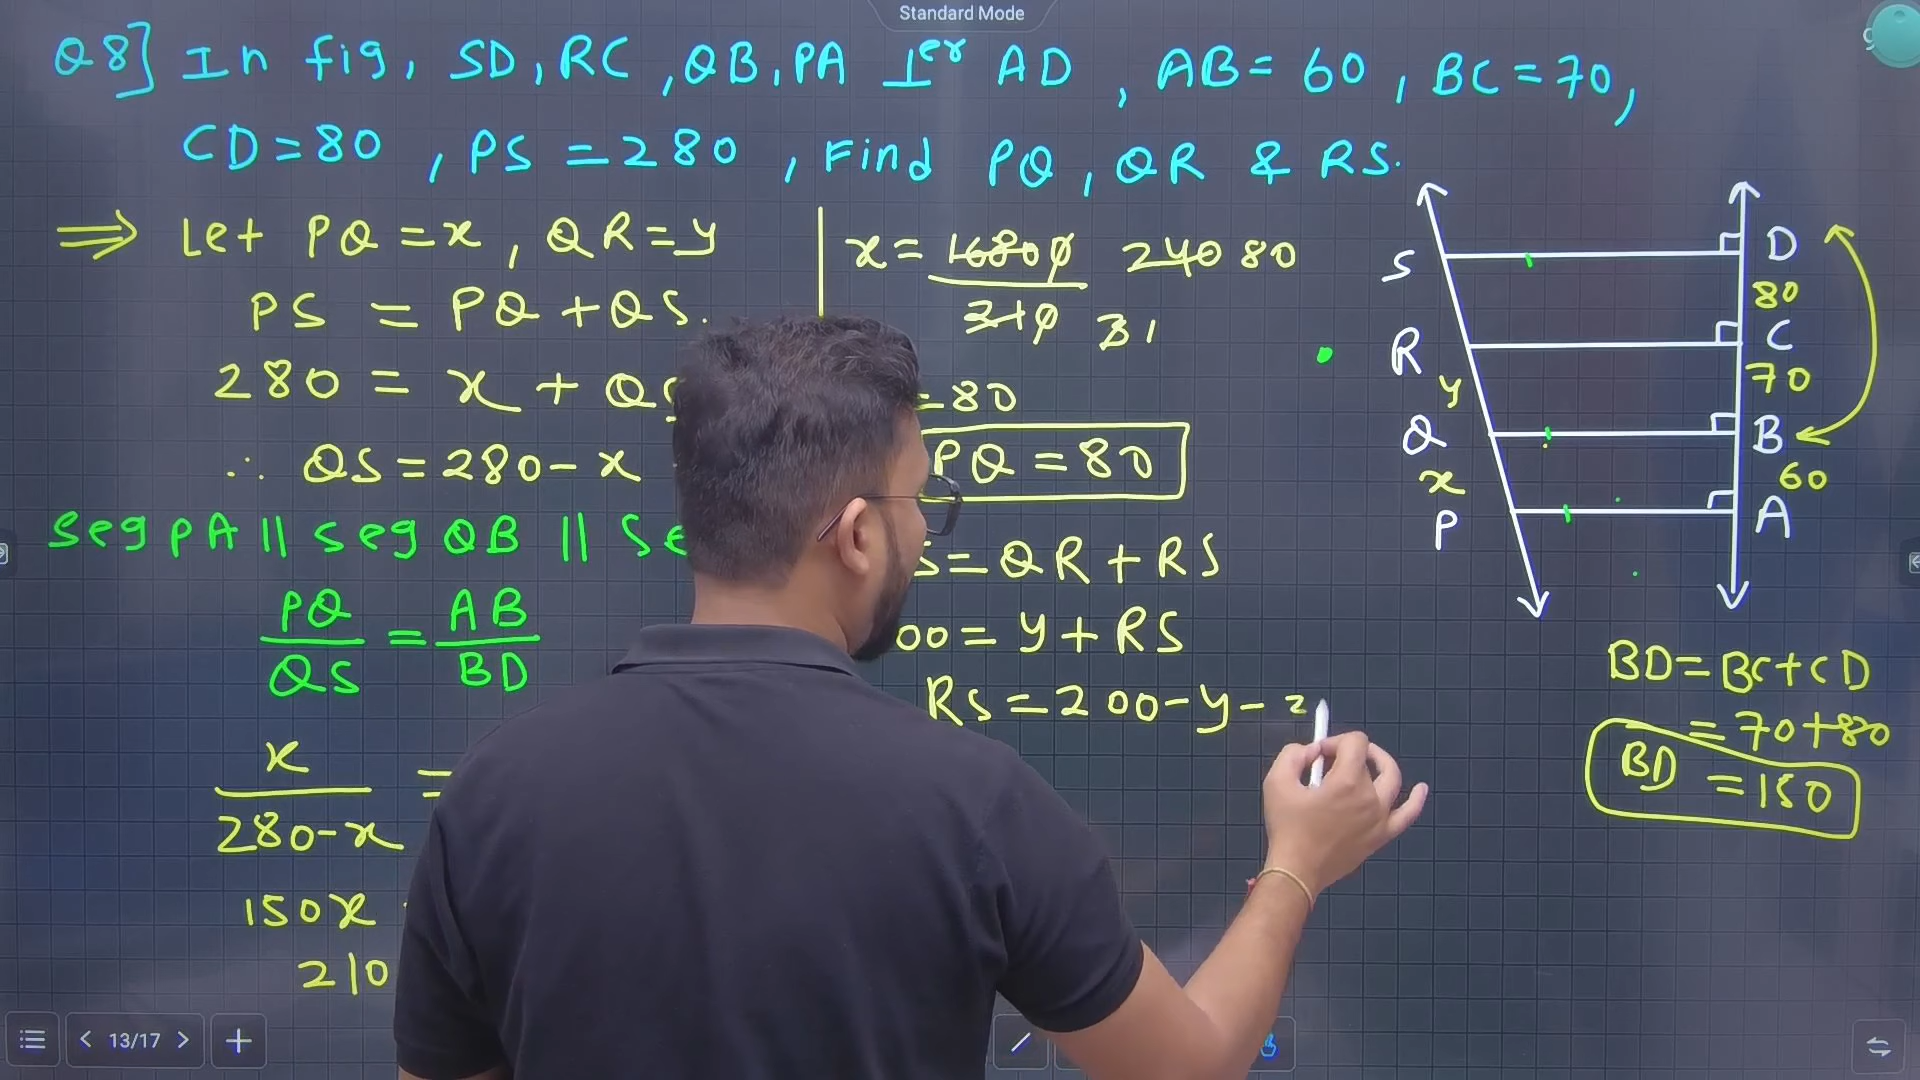 Standard Mode
Q8] In fig, SD, RC, QB, PA ⊥er AD, AB = 60, BC = 70,
CD = 80, PS = 280, Find PQ, QR & RS.
⇒ Let PQ = x, QR = y
PS = PQ + QS.
280 = x + QS
∴ QS = 280 - x
seg PA || seg QB || Se
PQ/QS = AB/BD
x/280-x =
150x
210
x = 16800/210 2400 80
21 31
= 80
PQ = 80
S = QR + RS
00 = y + RS
RS = 200 - y -
S D
80
R C
y 70
Q B
x 60
P A
BD = BC + CD
= 70 + 80
BD = 150
13/17